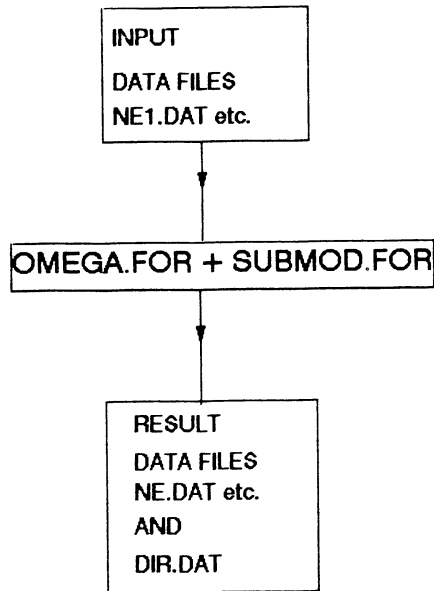 INPUT
DATA FILES
NE1.DAT etc.
OMEGA.FOR + SUBMOD.FOR
RESULT
DATA FILES
NE.DAT etc.
AND
DIR.DAT